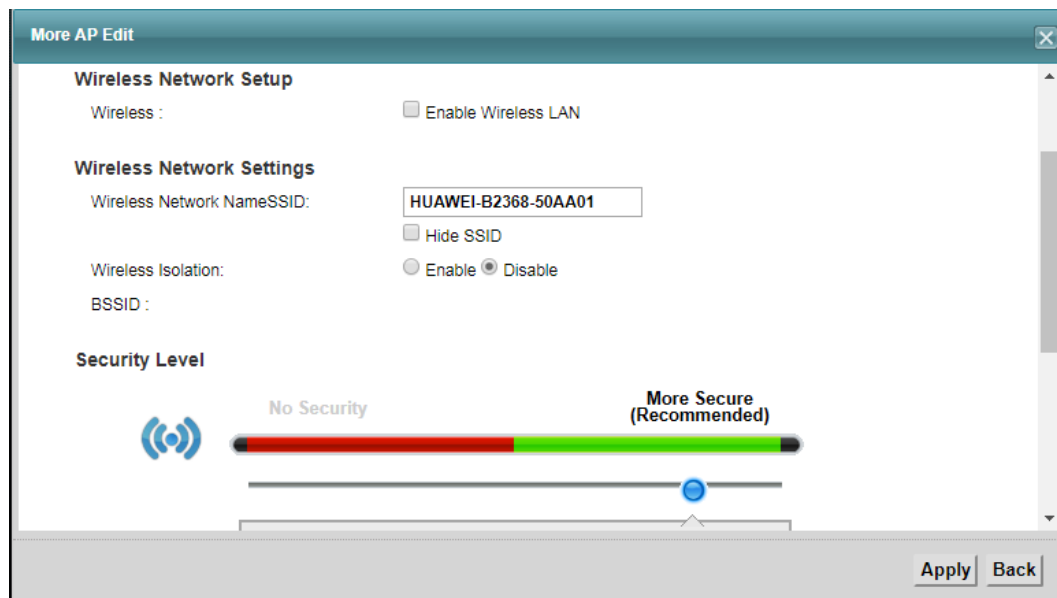 More AP Edit
Wireless Network Setup
Wireless : Enable Wireless LAN
Wireless Network Settings
Wireless Network NameSSID: HUAWEI-B2368-50AA01
Hide SSID
Wireless Isolation: Enable Disable
BSSID :
Security Level
No Security
More Secure
(Recommended)
Apply Back